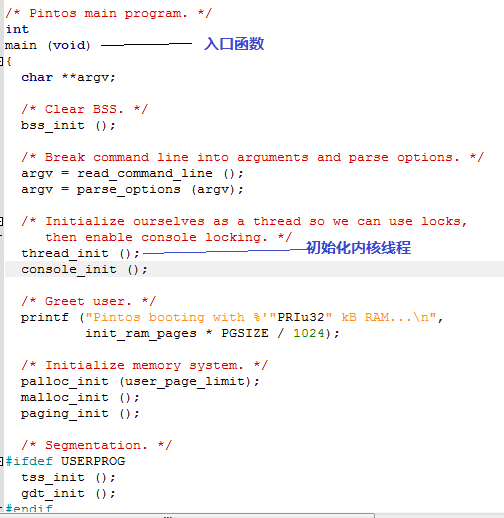 /* Pintos main program. */
int
main (void) 入口函数
{
char **argv;
/* Clear BSS. */
bss_init ();
/* Break command line into arguments and parse options. */
argv = read_command_line ();
argv = parse_options (argv);
/* Initialize ourselves as a thread so we can use locks,
then enable console locking. */
thread_init (); 初始化内核线程
console_init ();
/* Greet user. */
printf ("Pintos booting with %'"PRIu32" kB RAM...\n",
init_ram_pages * PGSIZE / 1024);
/* Initialize memory system. */
palloc_init (user_page_limit);
malloc_init ();
paging_init ();
/* Segmentation. */
#ifdef USERPROG
tss_init ();
gdt_init ();
#endif